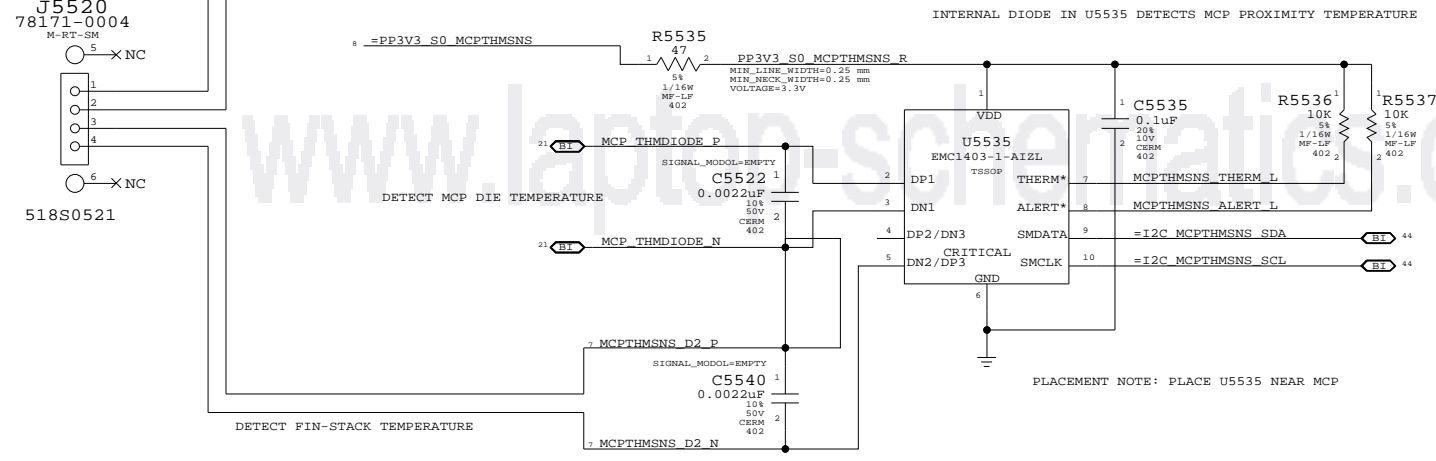 J5520
78171-0004
M-RT-SM
5 NC
1
2
3
4
6 NC
518S0521
INTERNAL DIODE IN U5535 DETECTS MCP PROXIMITY TEMPERATURE
8 =PP3V3_S0_MCPTHMSNS
R5535
47
1 2
5%
1/16W
MF-LF
402
PP3V3_S0_MCPTHMSNS_R
MIN_LINE_WIDTH=0.25 mm
MIN_NECK_WIDTH=0.25 mm
VOLTAGE=3.3V
21 BI MCP_THMDIODE_P
SIGNAL_MODOL=EMPTY
C5522 1
0.0022uF
10%
50V
CERM
402
2
DETECT MCP DIE TEMPERATURE
21 BI MCP_THMDIODE_N
1
VDD
U5535
EMC1403-1-AIZL
TSSOP
2 DP1
3 DN1
4 DP2/DN3
5 DN2/DP3
CRITICAL
THERM* 7 MCPTHMSNS_THERM_L
ALERT* 8 MCPTHMSNS_ALERT_L
SMDATA 9 =I2C_MCPTHMSNS_SDA BI 44
SMCLK 10 =I2C_MCPTHMSNS_SCL BI 44
GND
6
1 C5535
0.1uF
20%
10V
CERM
402
2
R5536 1
10K
5%
1/16W
MF-LF
402 2
1 R5537
10K
5%
1/16W
MF-LF
2 402
7 MCPTHMSNS_D2_P
SIGNAL_MODOL=EMPTY
C5540 1
0.0022uF
10%
50V
CERM
402
2
7 MCPTHMSNS_D2_N
DETECT FIN-STACK TEMPERATURE
PLACEMENT NOTE: PLACE U5535 NEAR MCP
www.laptop-schematics.c